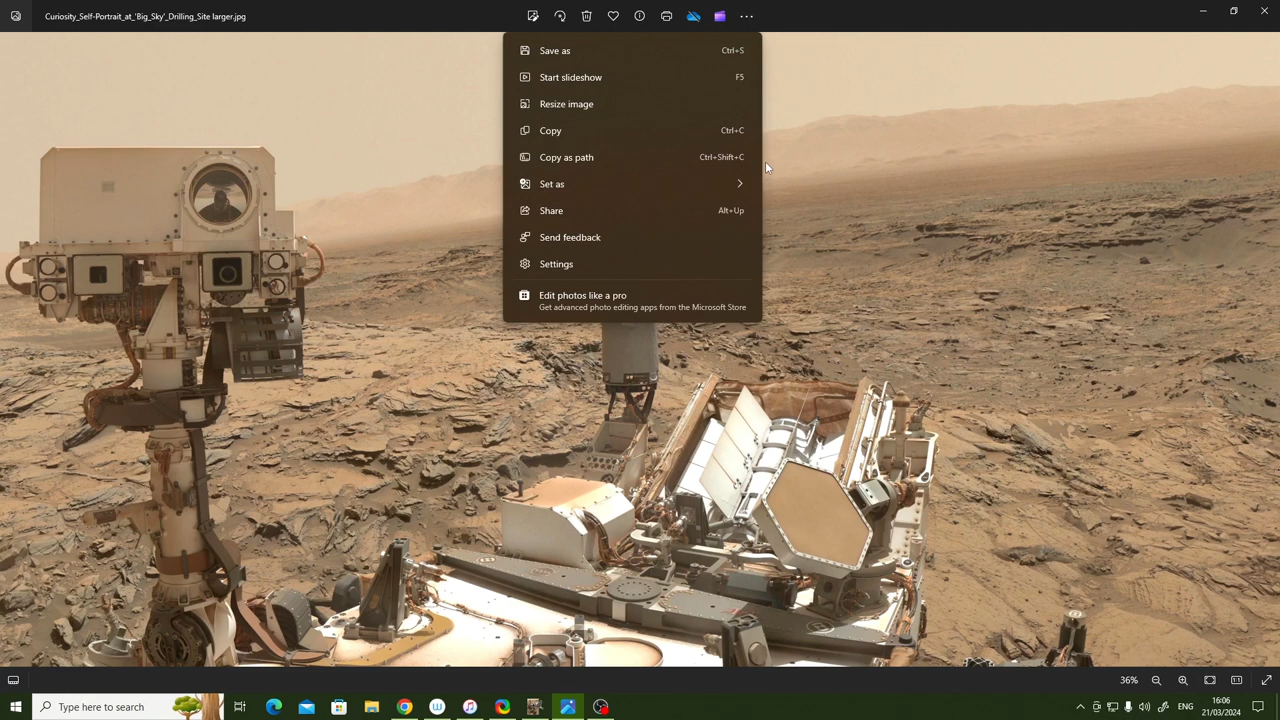 Curiosity_Self-Portrait_at_'Big_Sky'_Drilling_Site larger.jpg
Save as Ctrl+S
Start slideshow F5
Resize image
Copy Ctrl+C
Copy as path Ctrl+Shift+C
Set as
Share Alt+Up
Send feedback
Settings
Edit photos like a pro
Get advanced photo editing apps from the Microsoft Store
36%
Type here to search
16:06
21/03/2024